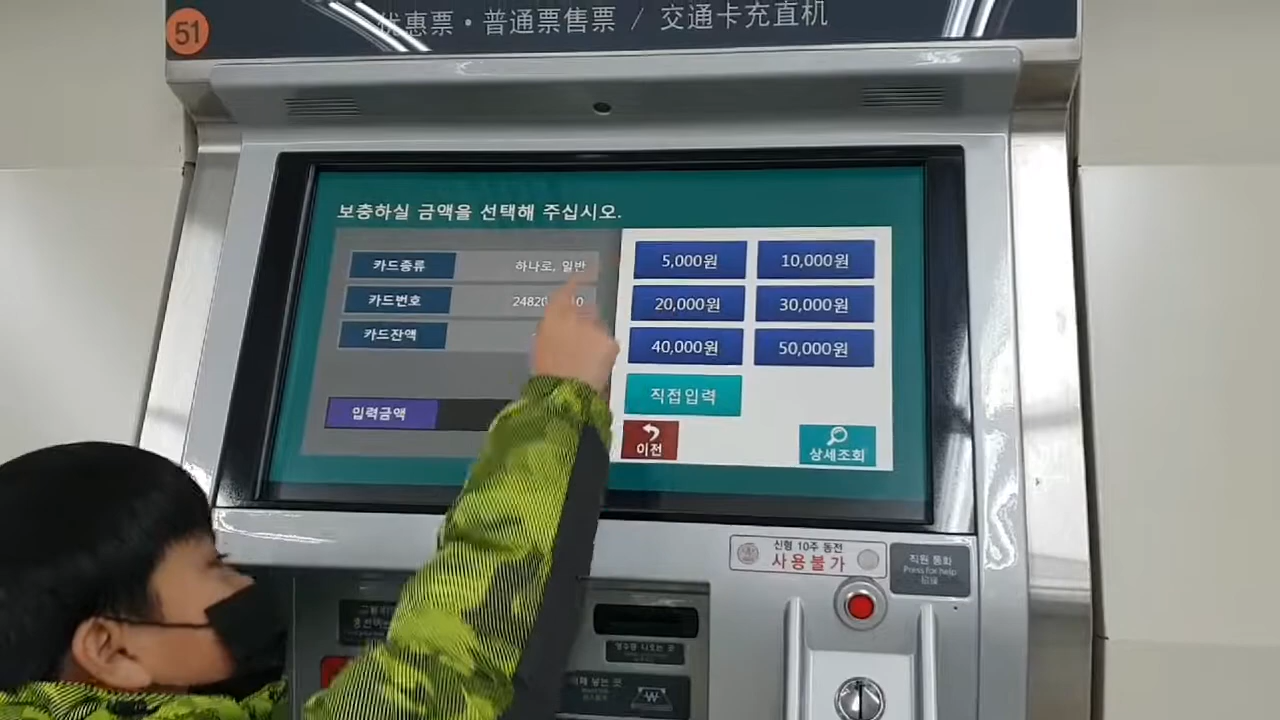 51
优惠票·普通票售票 / 交通卡充直机
보충하실 금액을 선택해 주십시오.
카드종류 하나로, 일반
카드번호 24820 10
카드잔액
입력금액
5,000원 10,000원
20,000원 30,000원
40,000원 50,000원
직접입력
이전 상세조회
신형 10주 동전
사용불가
직원 통화
Press for help